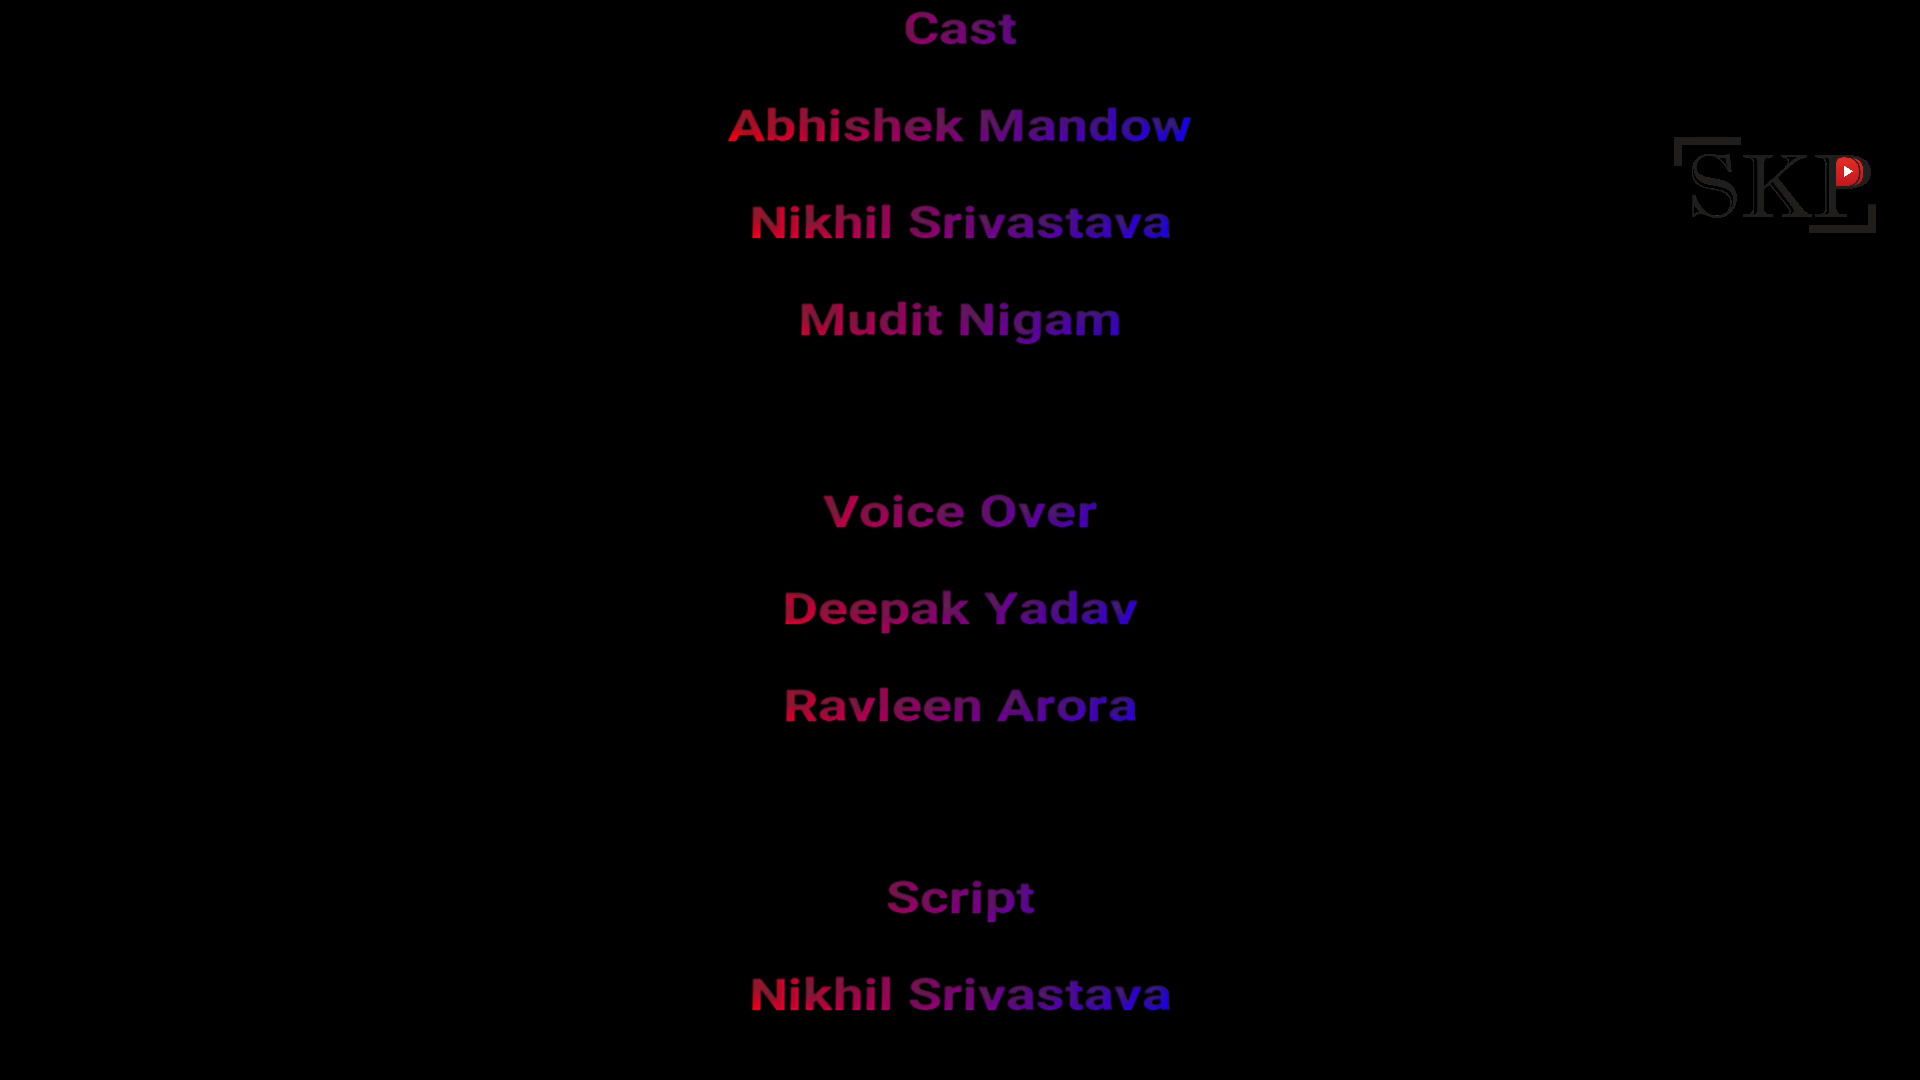 Cast
Abhishek Mandow
Nikhil Srivastava
Mudit Nigam
SKP
Voice Over
Deepak Yadav
Ravleen Arora
Script
Nikhil Srivastava